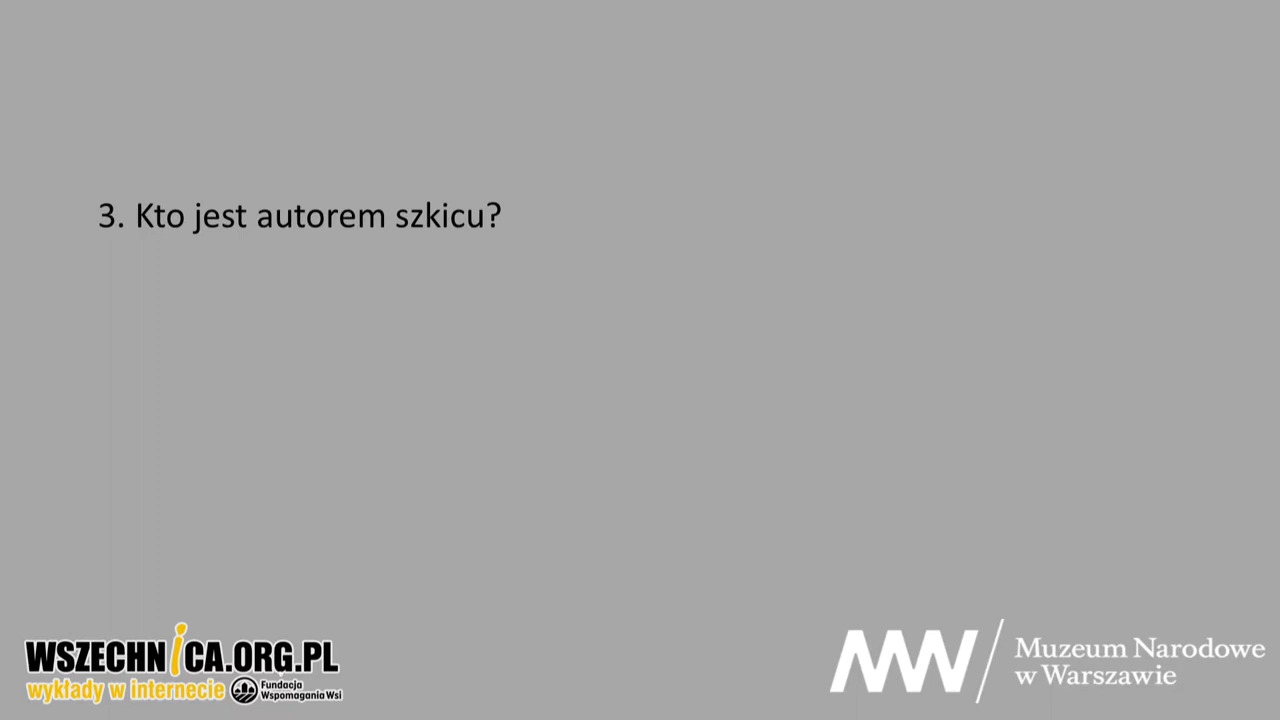 3. Kto jest autorem szkicu?
WSZECHNICA.ORG.PL
wykłady w internecie
Fundacja
Wspomagania Wsi
Muzeum Narodowe
w Warszawie